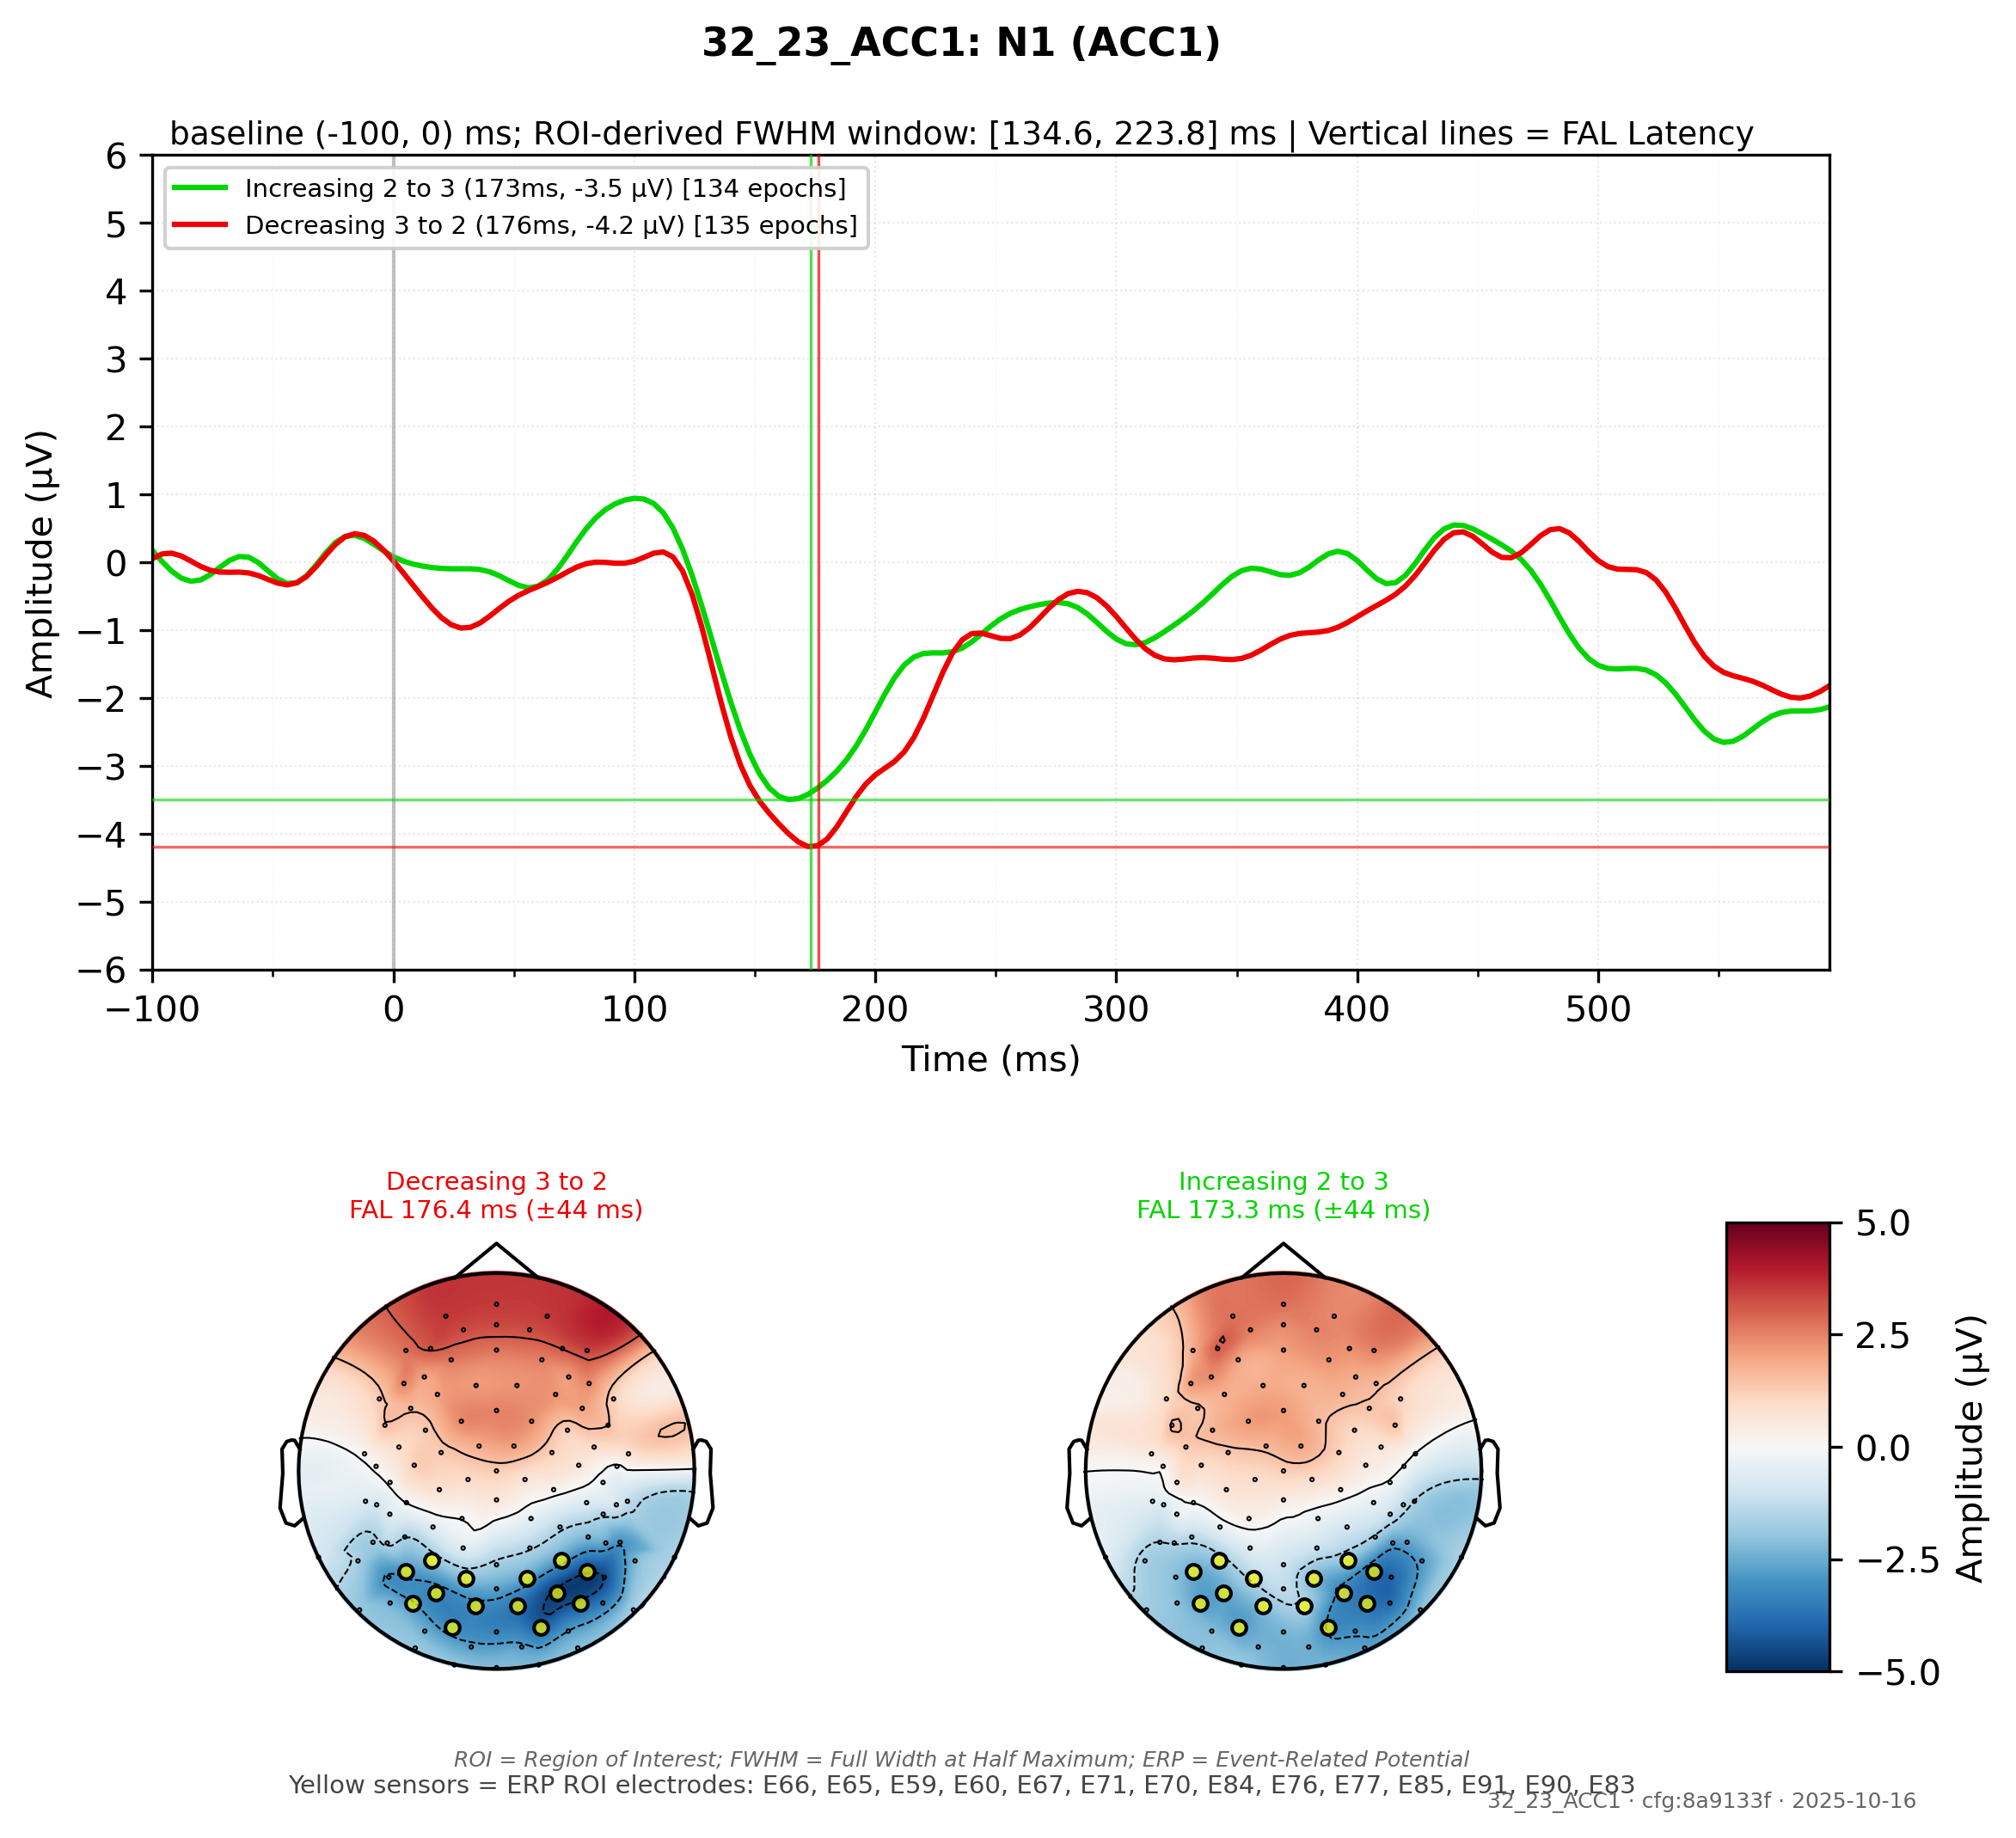 32_23_ACC1: N1 (ACC1)
baseline (-100, 0) ms; ROI-derived FWHM window: [134.6, 223.8] ms | Vertical lines = FAL Latency
Increasing 2 to 3 (173ms, -3.5 µV) [134 epochs]
Decreasing 3 to 2 (176ms, -4.2 µV) [135 epochs]
Amplitude (µV)
6
5
4
3
2
1
0
−1
−2
−3
−4
−5
−6
−100
0
100
200
300
400
500
Time (ms)
Decreasing 3 to 2
FAL 176.4 ms (±44 ms)
Increasing 2 to 3
FAL 173.3 ms (±44 ms)
5.0
2.5
0.0
−2.5
−5.0
Amplitude (µV)
ROI = Region of Interest; FWHM = Full Width at Half Maximum; ERP = Event-Related Potential
Yellow sensors = ERP ROI electrodes: E66, E65, E59, E60, E67, E71, E70, E84, E76, E77, E85, E91, E90, E83
32_23_ACC1 · cfg:8a9133f · 2025-10-16